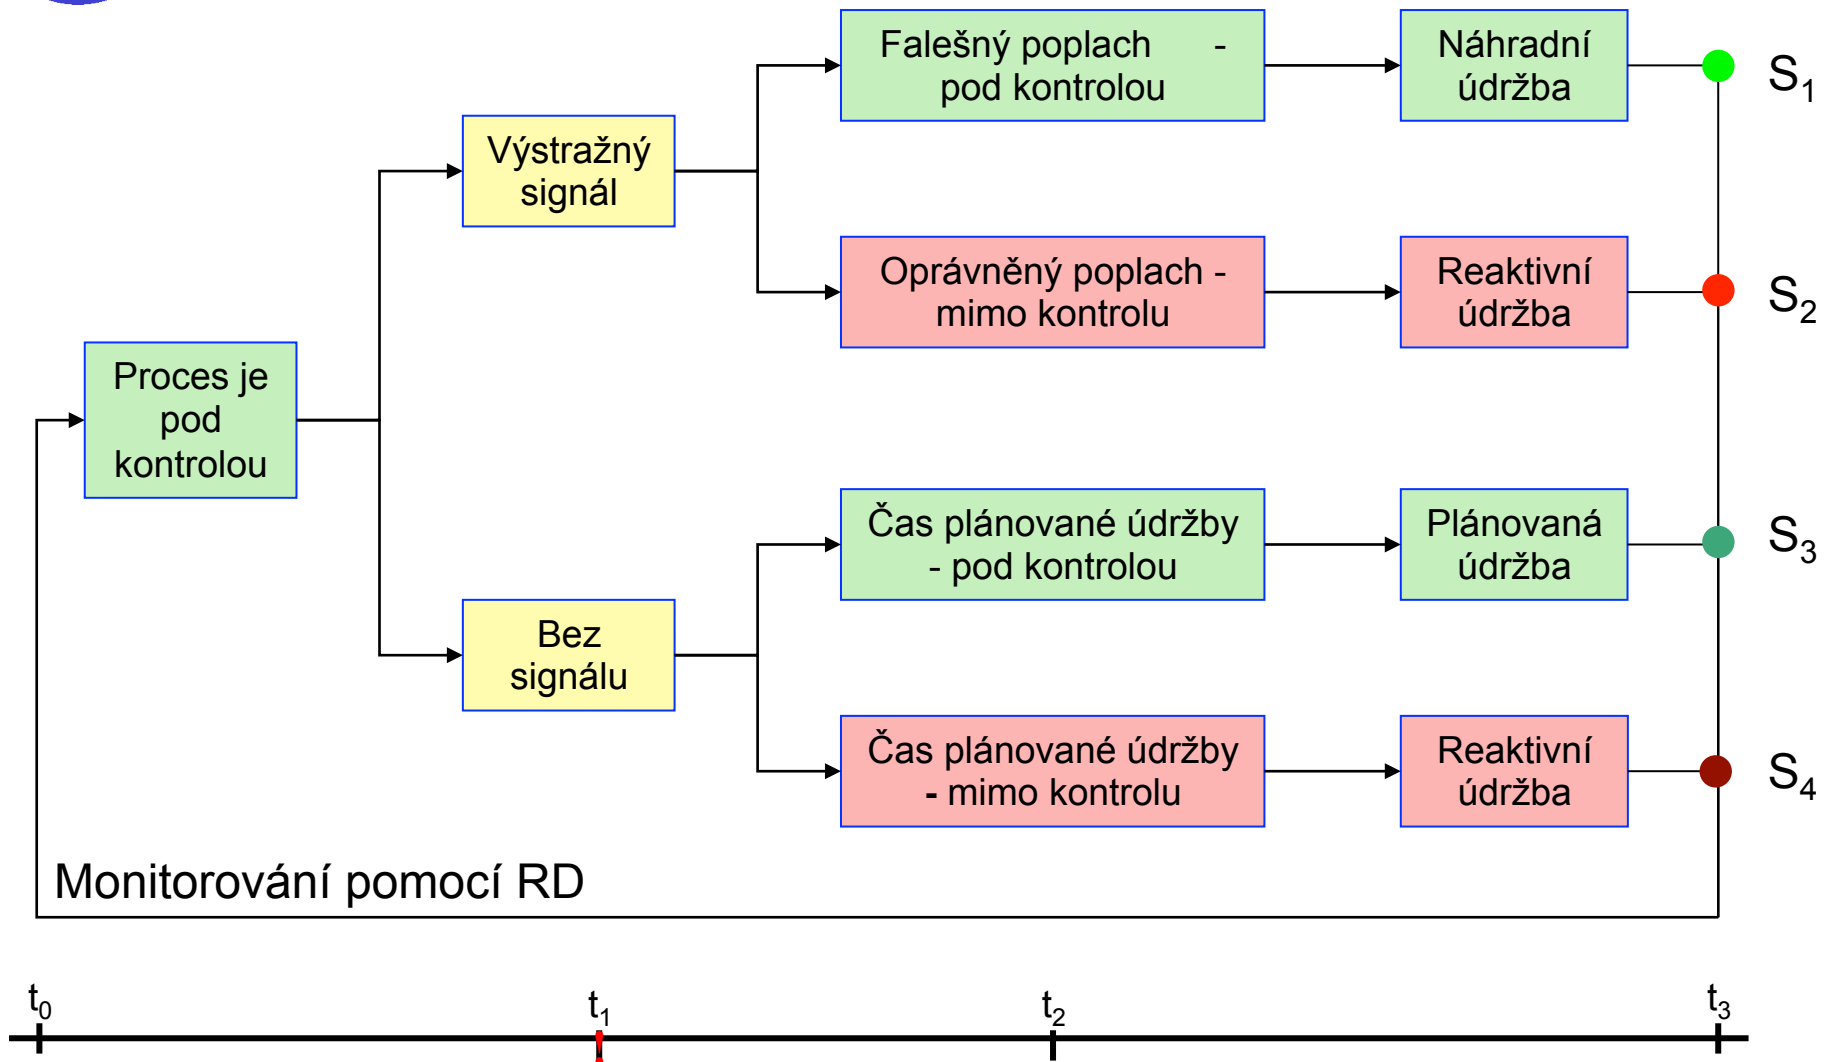 Falešný poplach -
pod kontrolou
Náhradní
údržba
S1
Výstražný
signál
Oprávněný poplach -
mimo kontrolu
Reaktivní
údržba
S2
Proces je
pod
kontrolou
Čas plánované údržby
- pod kontrolou
Plánovaná
údržba
S3
Bez
signálu
Čas plánované údržby
- mimo kontrolu
Reaktivní
údržba
S4
Monitorování pomocí RD
t0
t1
t2
t3